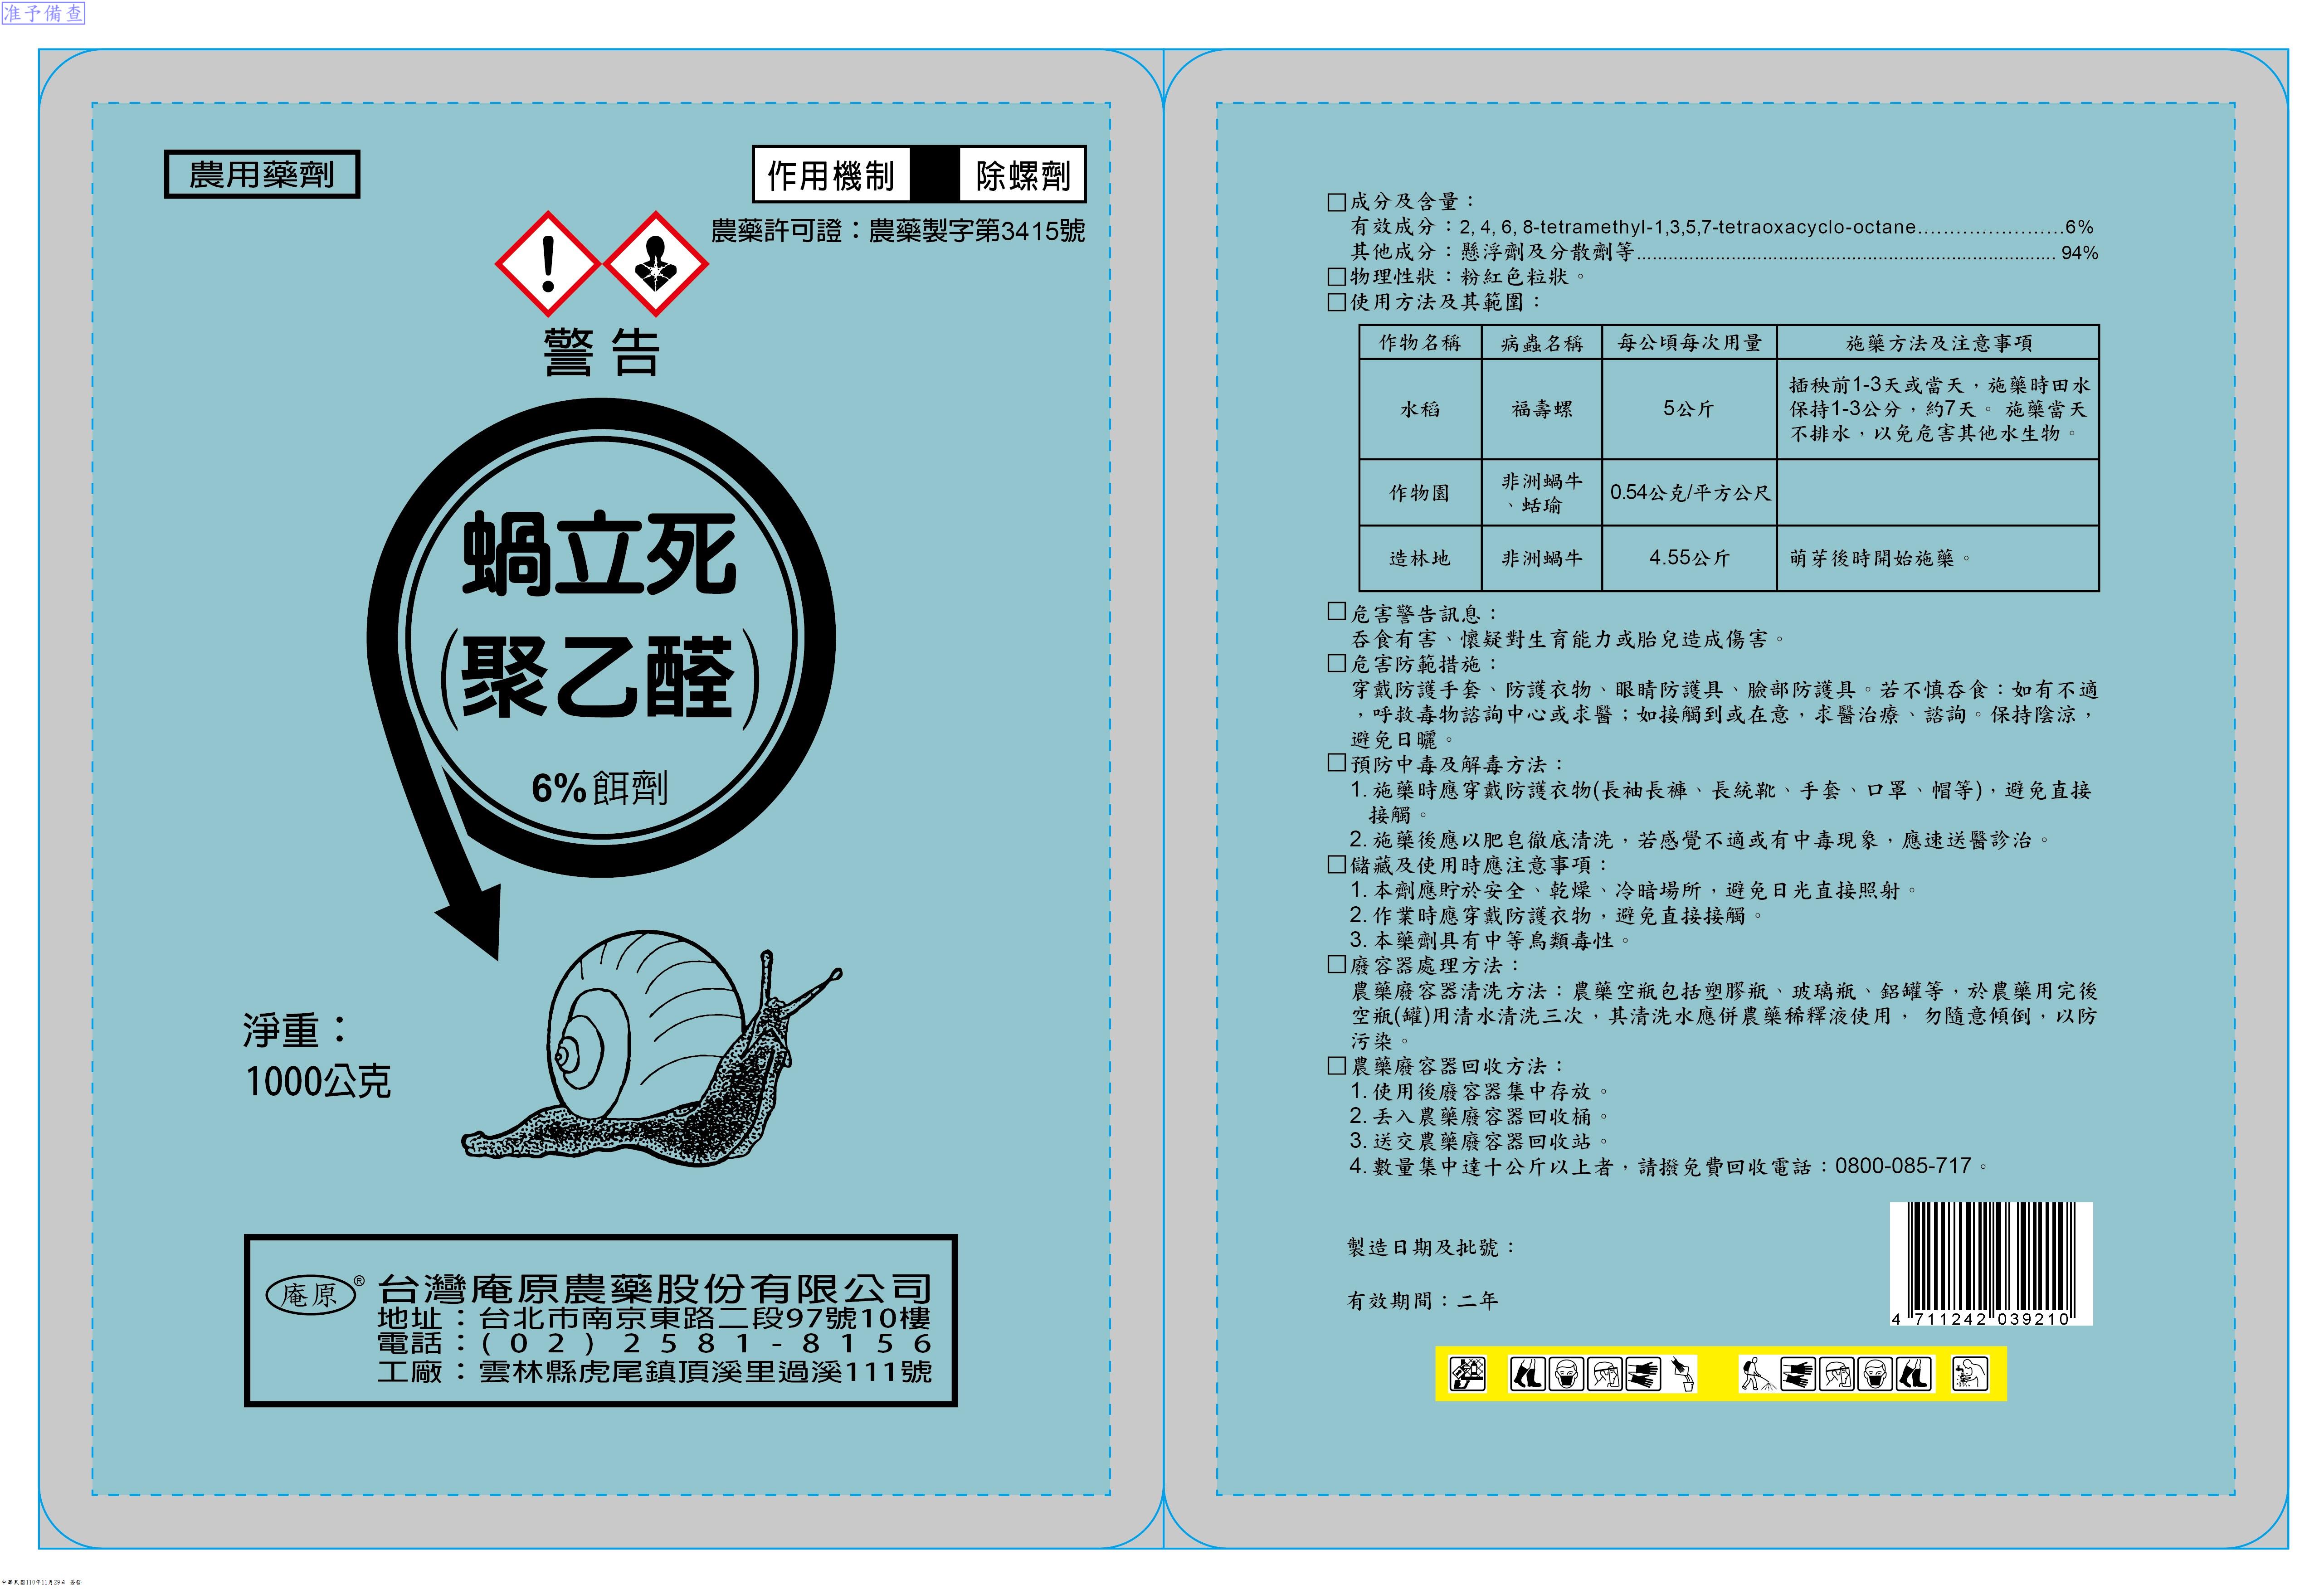 准予備查
農用藥劑
作用機制 除螺劑
農藥許可證：農藥製字第3415號
警告
蝸立死
(聚乙醛)
6% 餌劑
淨重：
1000公克
庵原® 台灣庵原農藥股份有限公司
地址：台北市南京東路二段97號10樓
電話：(02)2581-8156
工廠：雲林縣虎尾鎮頂溪里過溪111號
□成分及含量：
有效成分：2, 4, 6, 8-tetramethyl-1,3,5,7-tetraoxacyclo-octane.......................6%
其他成分：懸浮劑及分散劑等................................................................................ 94%
□物理性狀：粉紅色粒狀。
□使用方法及其範圍：
作物名稱 病蟲名稱 每公頃每次用量 施藥方法及注意事項
水稻 福壽螺 5公斤 插秧前1-3天或當天，施藥時田水
保持1-3公分，約7天。 施藥當天
不排水，以免危害其他水生物。
作物園 非洲蝸牛 0.54公克/平方公尺
、蛞瑜
造林地 非洲蝸牛 4.55公斤 萌芽後時開始施藥。
□危害警告訊息：
吞食有害、懷疑對生育能力或胎兒造成傷害。
□危害防範措施：
穿戴防護手套、防護衣物、眼睛防護具、臉部防護具。若不慎吞食：如有不適
，呼救毒物諮詢中心或求醫；如接觸到或在意，求醫治療、諮詢。保持陰涼，
避免日曬。
□預防中毒及解毒方法：
1. 施藥時應穿戴防護衣物(長袖長褲、長統靴、手套、口罩、帽等)，避免直接
接觸。
2. 施藥後應以肥皂徹底清洗，若感覺不適或有中毒現象，應速送醫診治。
□儲藏及使用時應注意事項：
1. 本劑應貯於安全、乾燥、冷暗場所，避免日光直接照射。
2. 作業時應穿戴防護衣物，避免直接接觸。
3. 本藥劑具有中等鳥類毒性。
□廢容器處理方法：
農藥廢容器清洗方法：農藥空瓶包括塑膠瓶、玻璃瓶、鋁罐等，於農藥用完後
空瓶(罐)用清水清洗三次，其清洗水應併農藥稀釋液使用， 勿隨意傾倒，以防
污染。
□農藥廢容器回收方法：
1. 使用後廢容器集中存放。
2. 丟入農藥廢容器回收桶。
3. 送交農藥廢容器回收站。
4. 數量集中達十公斤以上者，請撥免費回收電話：0800-085-717。
製造日期及批號：
有效期間：二年
4 711242 039210
中華民國110年11月29日 簽發